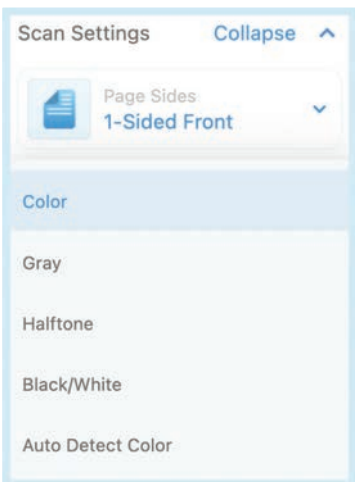 Scan Settings Collapse
Page Sides
1-Sided Front
Color
Gray
Halftone
Black/White
Auto Detect Color